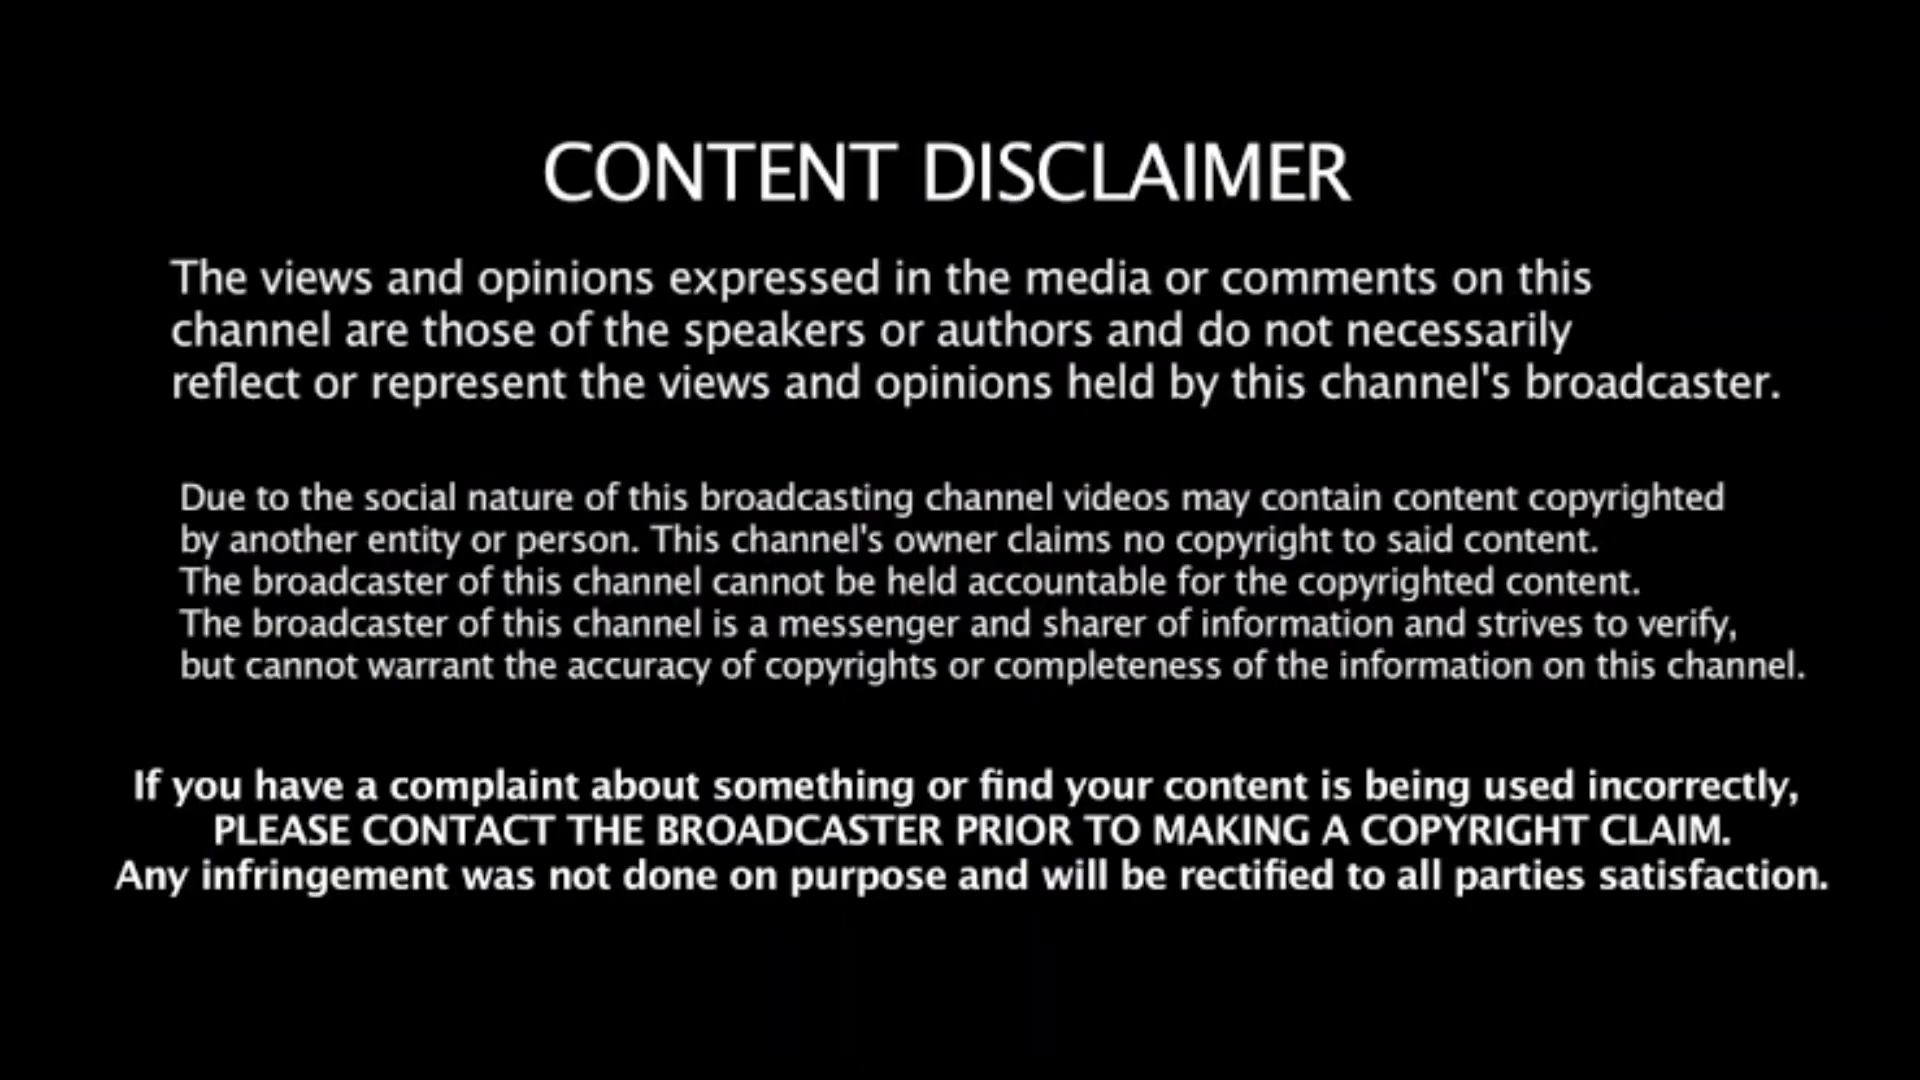 CONTENT DISCLAIMER
The views and opinions expressed in the media or comments on this
channel are those of the speakers or authors and do not necessarily
reflect or represent the views and opinions held by this channel's broadcaster.
Due to the social nature of this broadcasting channel videos may contain content copyrighted
by another entity or person. This channel's owner claims no copyright to said content.
The broadcaster of this channel cannot be held accountable for the copyrighted content.
The broadcaster of this channel is a messenger and sharer of information and strives to verify,
but cannot warrant the accuracy of copyrights or completeness of the information on this channel.
If you have a complaint about something or find your content is being used incorrectly,
PLEASE CONTACT THE BROADCASTER PRIOR TO MAKING A COPYRIGHT CLAIM.
Any infringement was not done on purpose and will be rectified to all parties satisfaction.